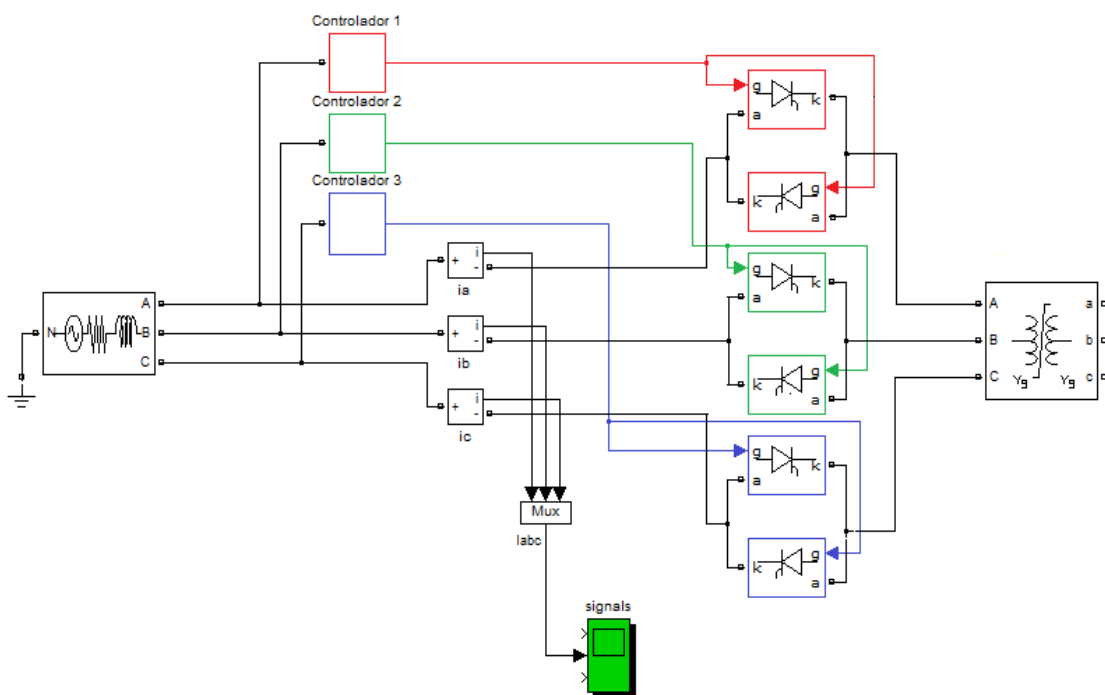 Controlador 1
g
k
a
Controlador 2
g
k
a
Controlador 3
i
+
-
ia
g
k
a
A
N
B
C
i
+
-
ib
g
k
a
A
a
B
b
C
c
Yg
Yg
i
+
-
ic
g
k
a
Mux
Iabc
g
k
a
signals